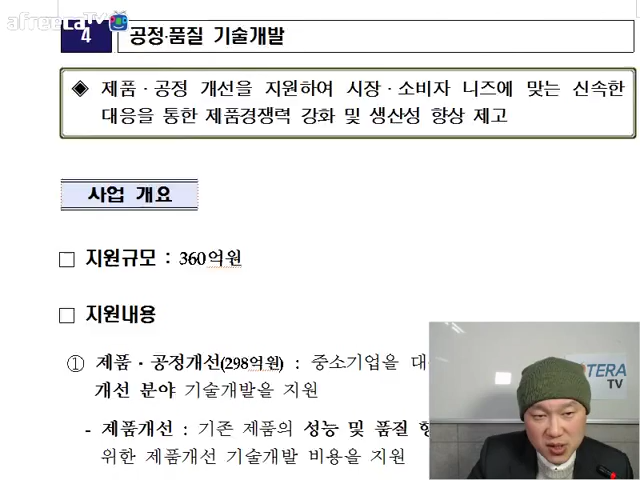 afreecaTV
4 공정·품질 기술개발
◈ 제품·공정 개선을 지원하여 시장·소비자 니즈에 맞는 신속한
대응을 통한 제품경쟁력 강화 및 생산성 향상 제고
사업 개요
□ 지원규모 : 360억원
□ 지원내용
① 제품·공정개선(298억원) : 중소기업을 대
개선 분야 기술개발을 지원
- 제품개선 : 기존 제품의 성능 및 품질 향
위한 제품개선 기술개발 비용을 지원
TERA
TV